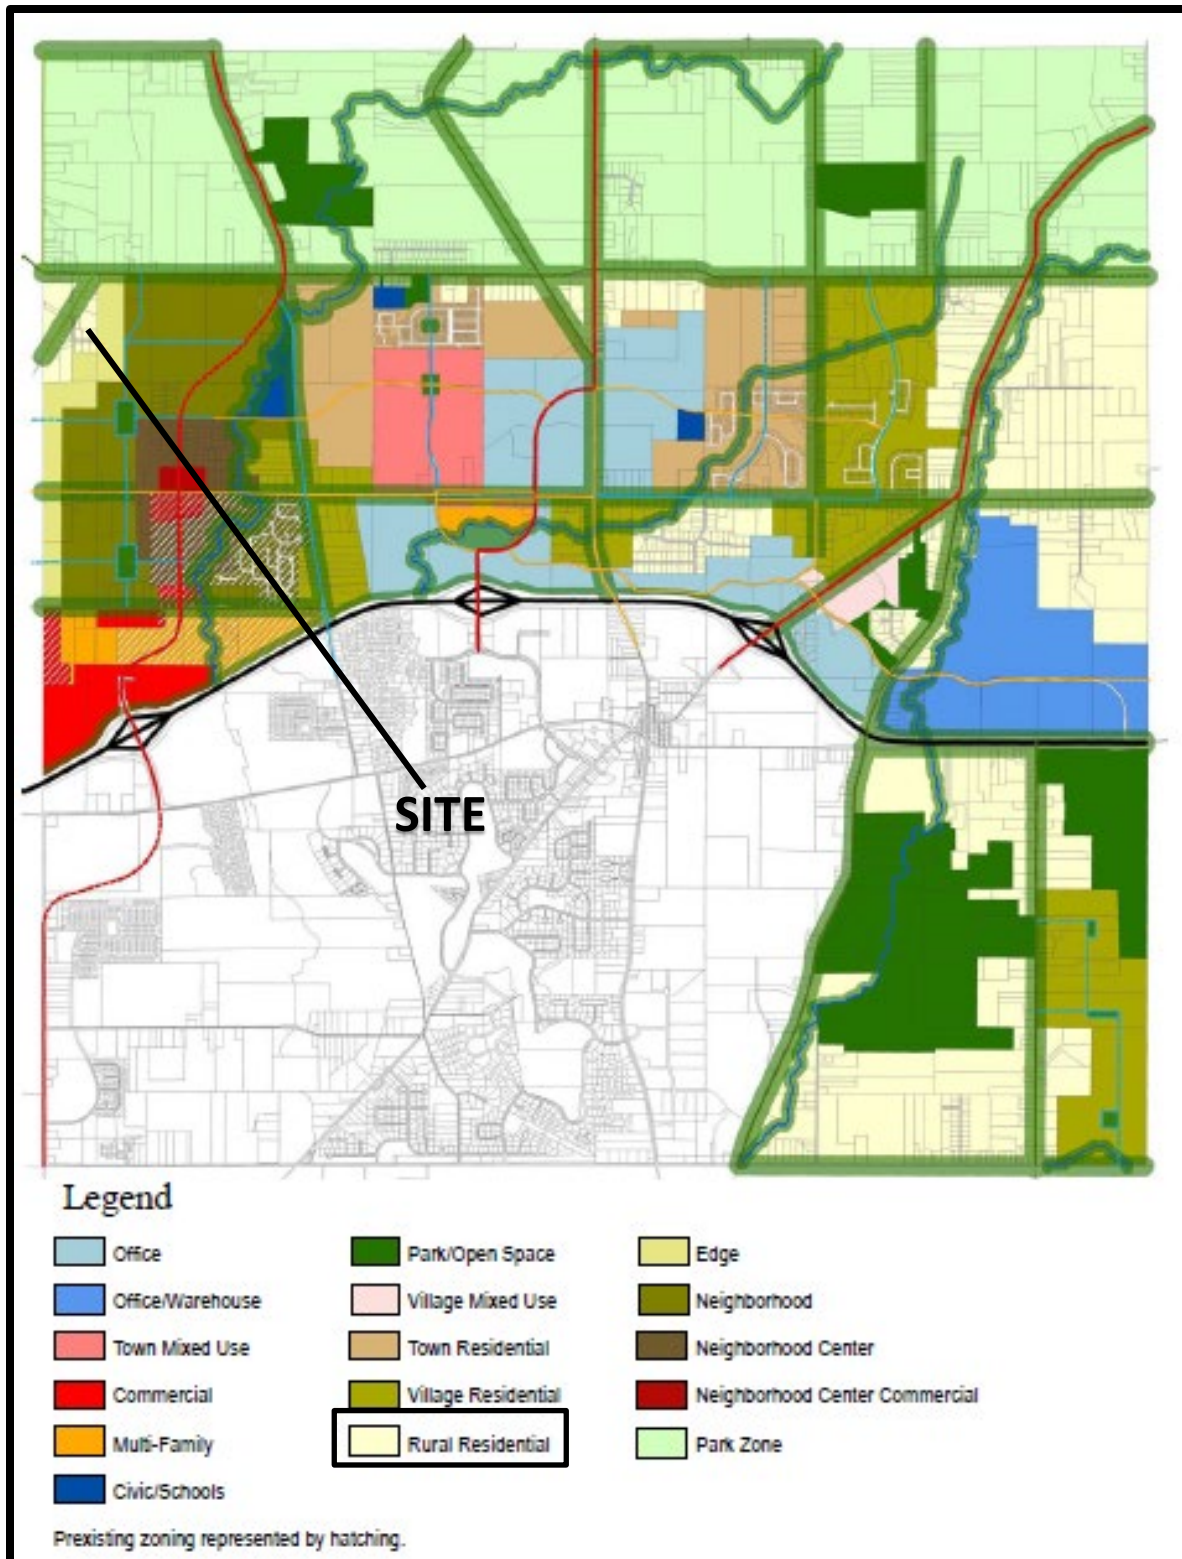 SITE
Legend
Office
Park/Open Space
Edge
Office/Warehouse
Village Mixed Use
Neighborhood
Town Mixed Use
Town Residential
Neighborhood Center
Commercial
Village Residential
Neighborhood Center Commercial
Multi-Family
Rural Residential
Park Zone
Civic/Schools
Prexisting zoning represented by hatching.